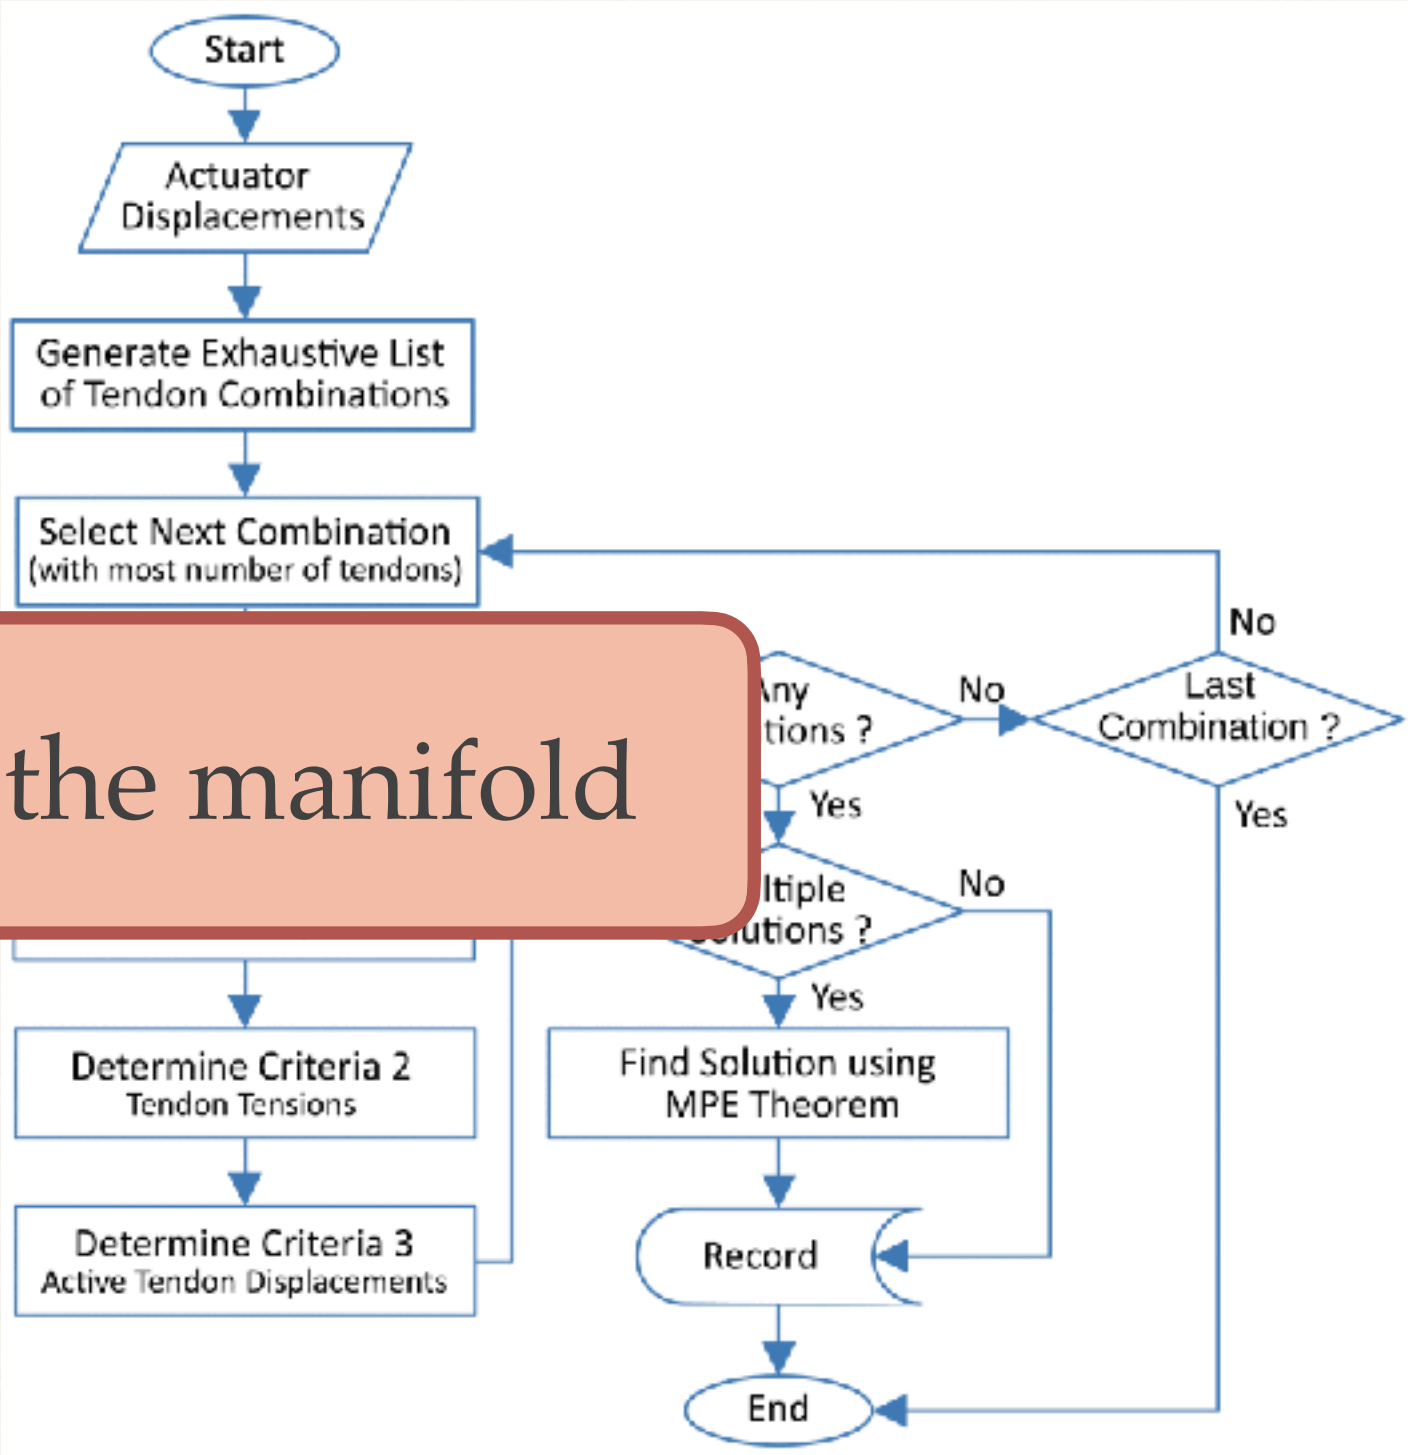 Start
Actuator
Displacements
Generate Exhaustive List
of Tendon Combinations
Select Next Combination
(with most number of tendons)
the manifold
Determine Criteria 2
Tendon Tensions
Determine Criteria 3
Active Tendon Displacements
Any
?
No
Yes
?
No
Yes
Find Solution using
MPE Theorem
Record
End
Last
Combination ?
No
Yes